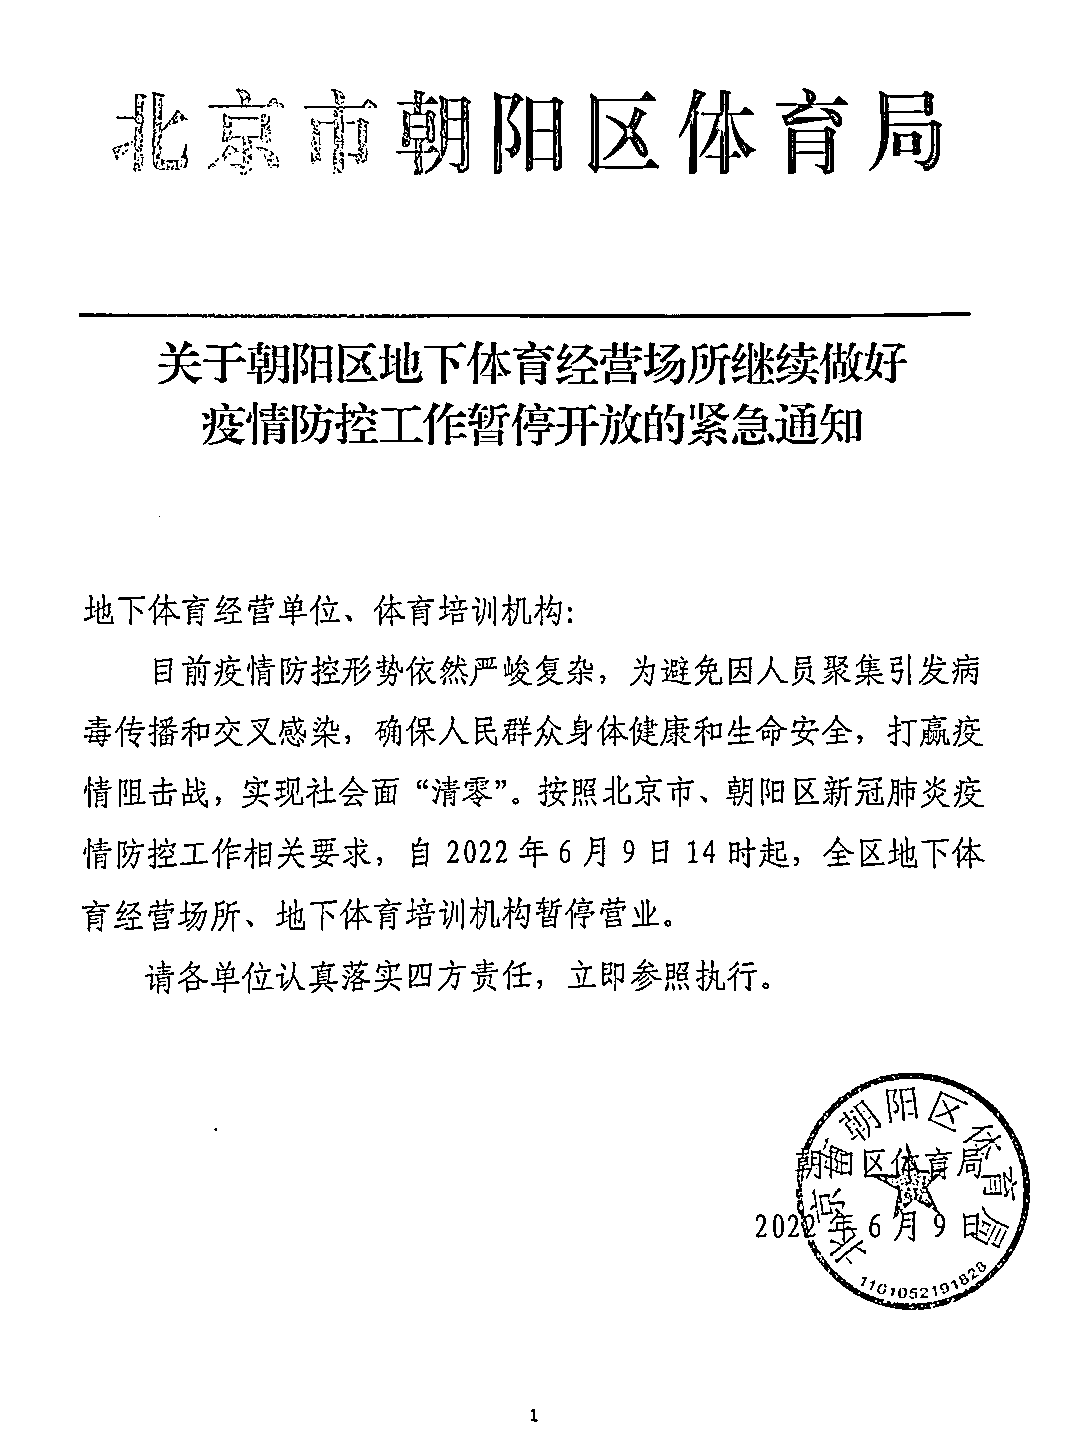 北京市朝阳区体育局
关于朝阳区地下体育经营场所继续做好
疫情防控工作暂停开放的紧急通知
地下体育经营单位、体育培训机构:
目前疫情防控形势依然严峻复杂，为避免因人员聚集引发病
毒传播和交叉感染，确保人民群众身体健康和生命安全，打赢疫
情阻击战，实现社会面“清零”。按照北京市、朝阳区新冠肺炎疫
情防控工作相关要求，自 2022 年 6 月 9 日 14 时起，全区地下体
育经营场所、地下体育培训机构暂停营业。
请各单位认真落实四方责任，立即参照执行。
朝阳区体育局
2022 年 6 月 9 日
北京市朝阳区体育局
1101052191828
1